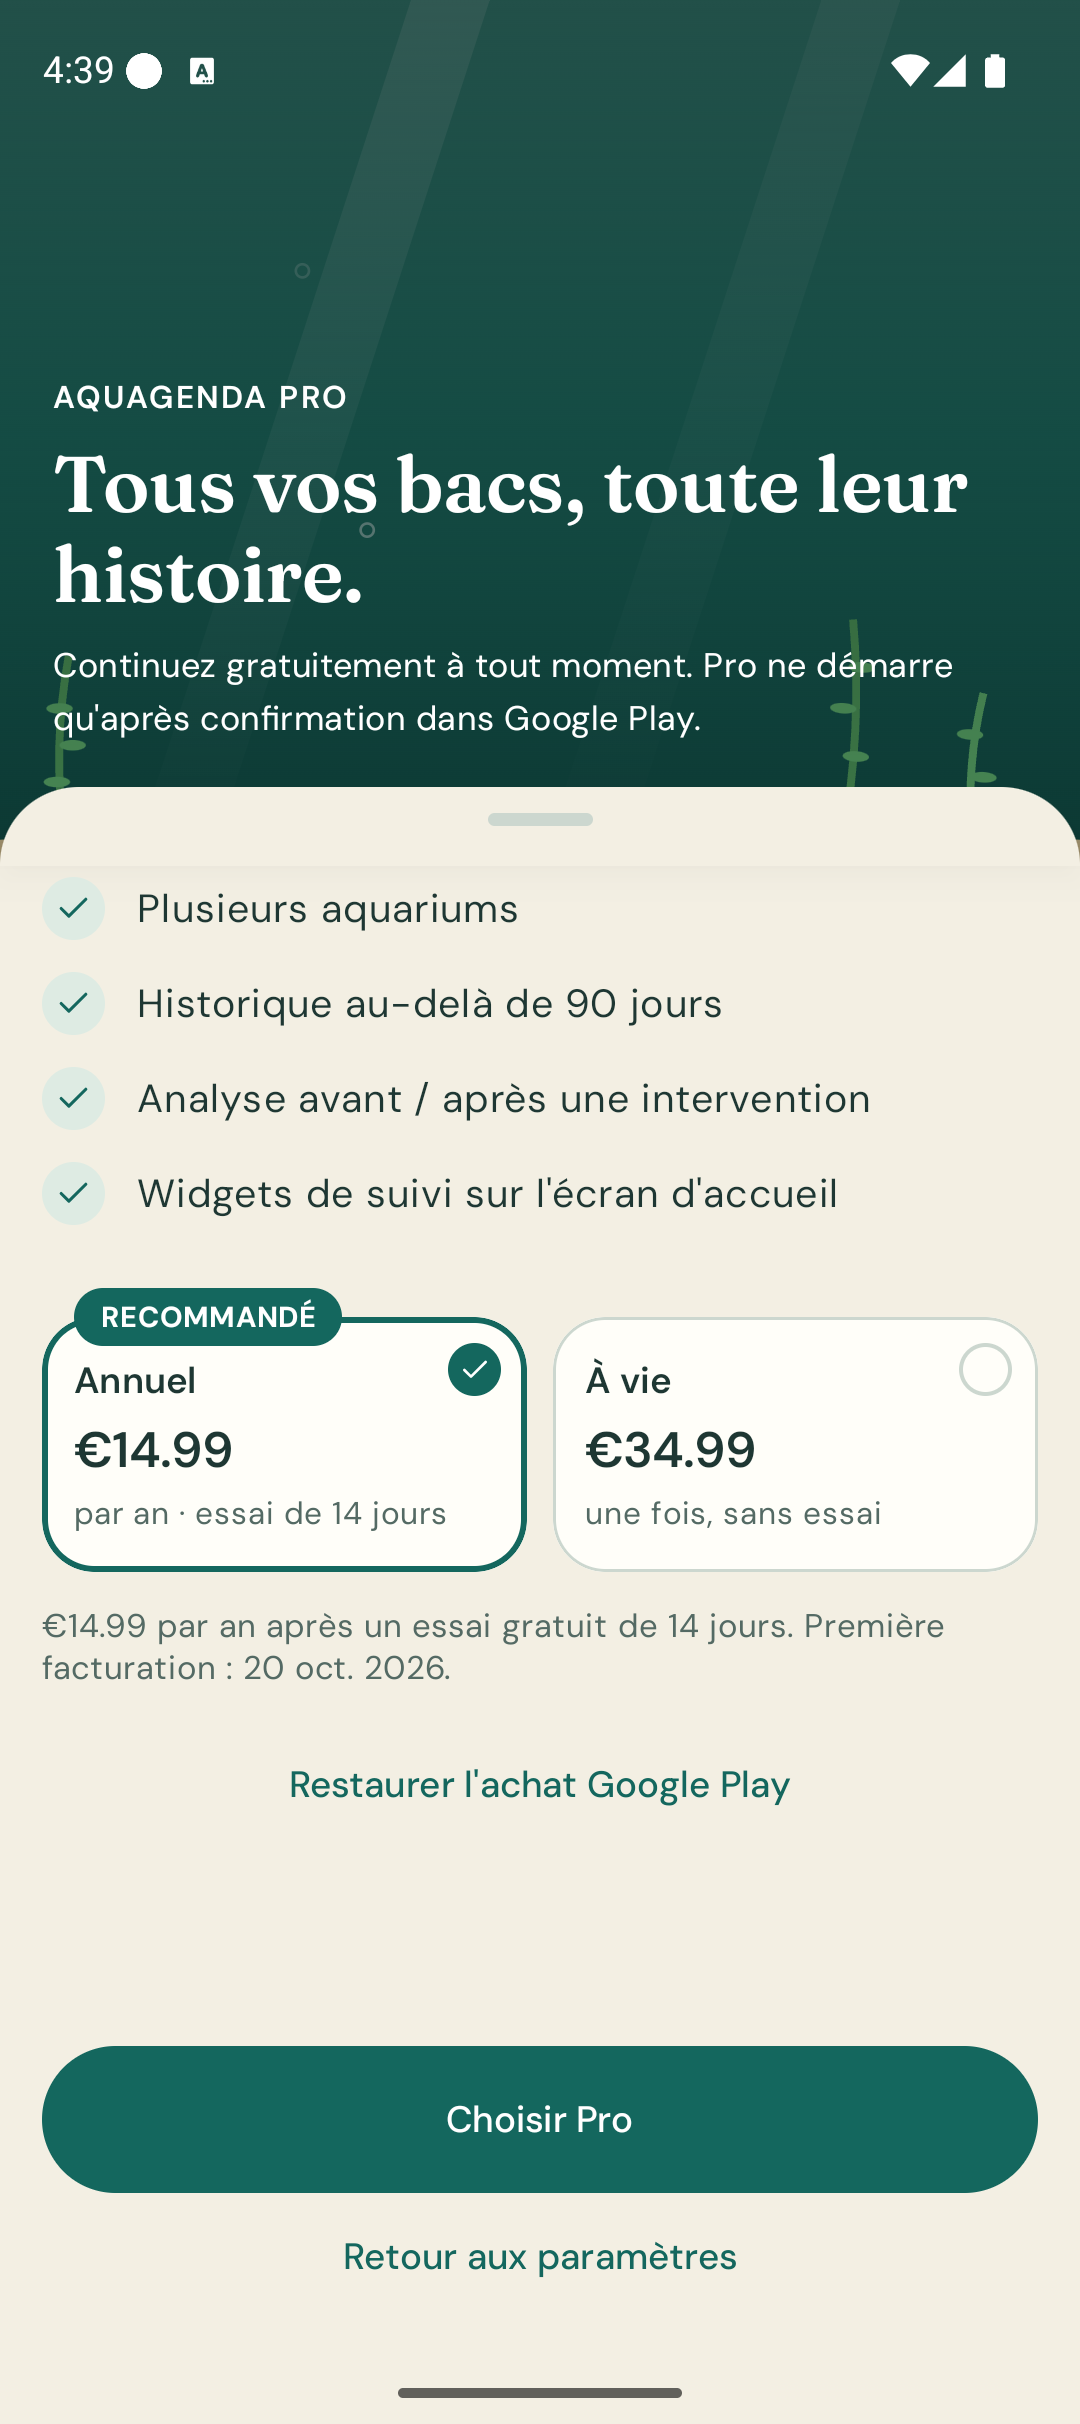 4:39
AQUAGENDA PRO
Tous vos bacs, toute leur
histoire.
Continuez gratuitement à tout moment. Pro ne démarre
qu'après confirmation dans Google Play.
Plusieurs aquariums
Historique au-delà de 90 jours
Analyse avant / après une intervention
Widgets de suivi sur l'écran d'accueil
RECOMMANDÉ
Annuel
€14.99
par an · essai de 14 jours
À vie
€34.99
une fois, sans essai
€14.99 par an après un essai gratuit de 14 jours. Première
facturation : 20 oct. 2026.
Restaurer l'achat Google Play
Choisir Pro
Retour aux paramètres